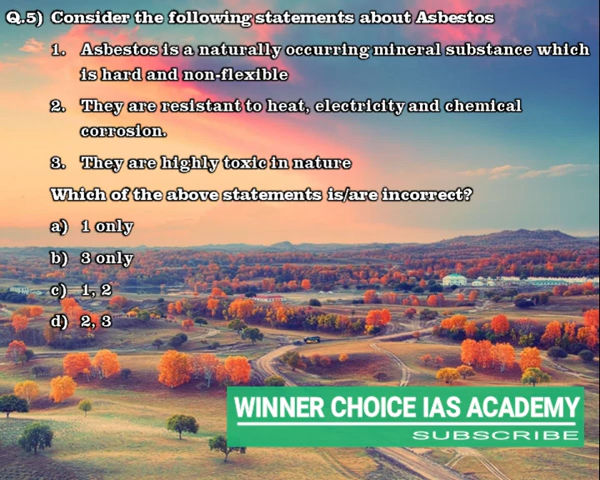 Q.5) Consider the following statements about Asbestos
1. Asbestos is a naturally occurring mineral substance which
is hard and non-flexible
2. They are resistant to heat, electricity and chemical
corrosion.
3. They are highly toxic in nature
Which of the above statements is/are incorrect?
a) 1 only
b) 3 only
c) 1, 2
d) 2, 3
WINNER CHOICE IAS ACADEMY
SUBSCRIBE